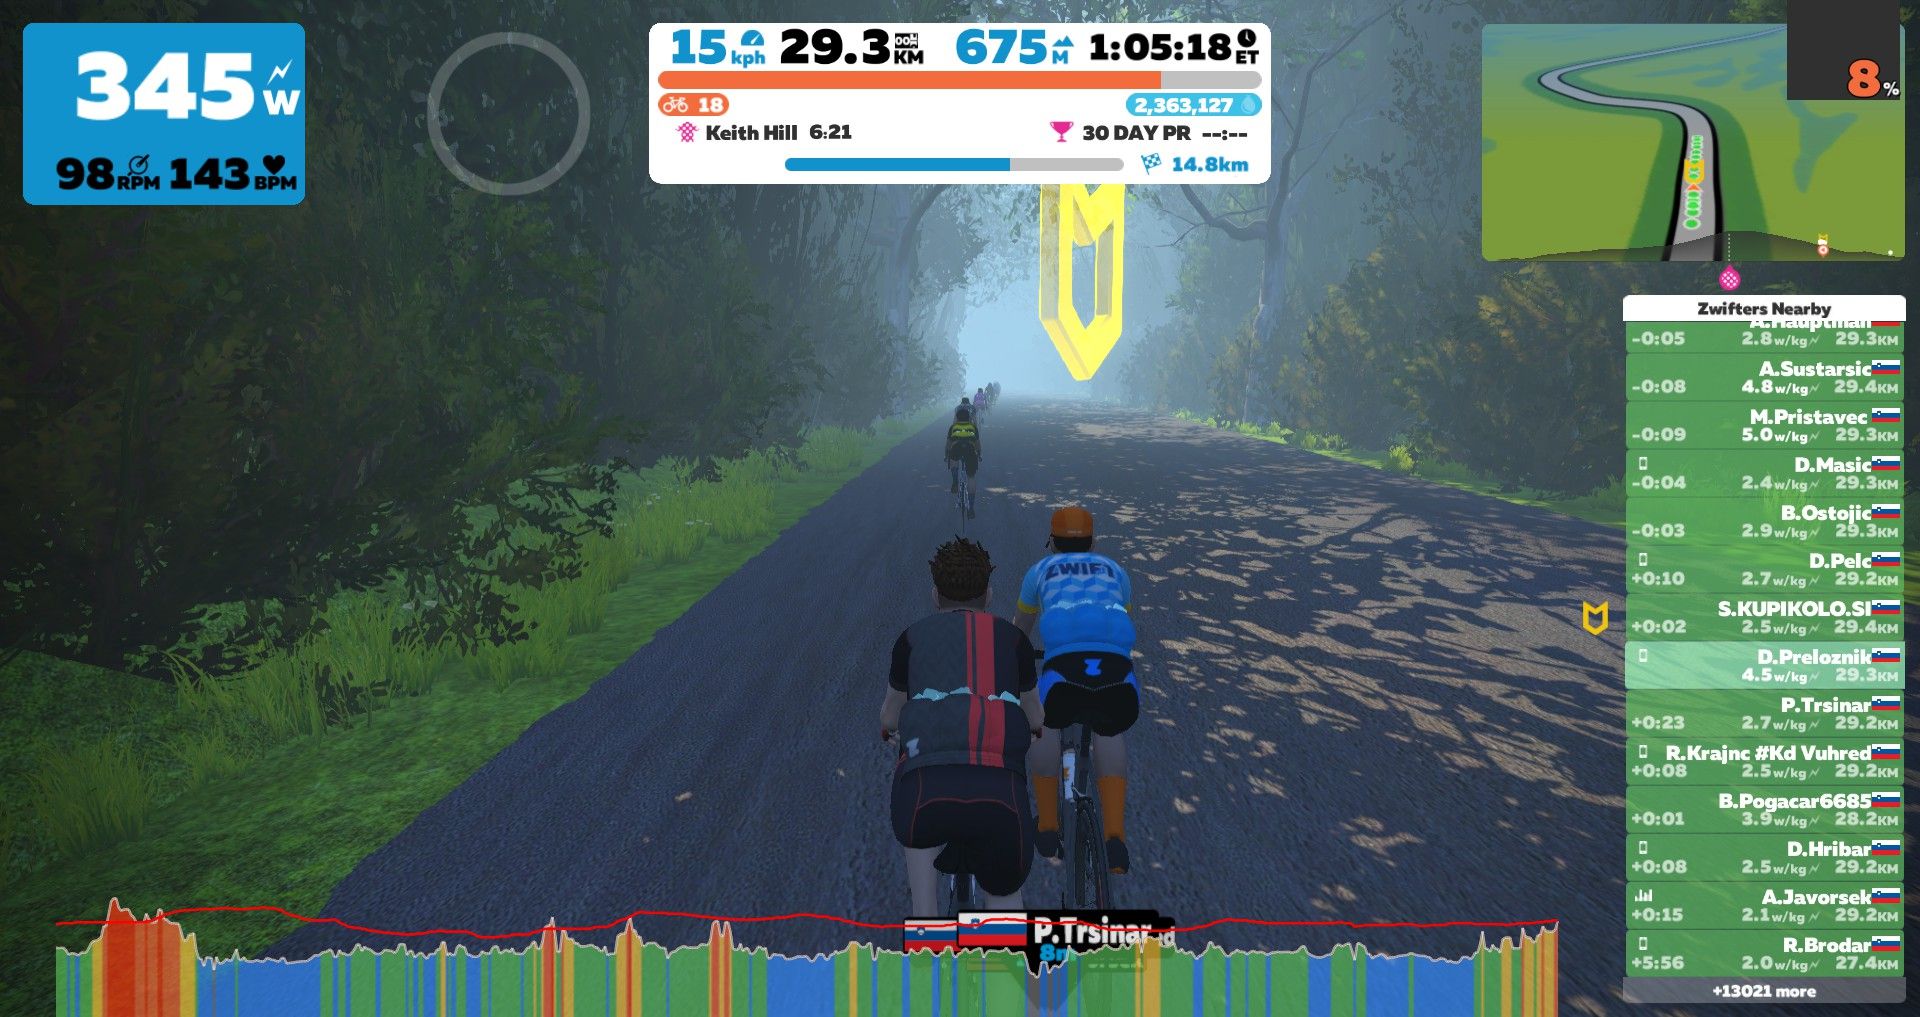 345 W
98 RPM 143 BPM
15 kph 29.3 KM 675 M 1:05:18 ET
18 2,363,127
Keith Hill 6:21 30 DAY PR --:--
14.8km
8 %
Zwifters Nearby
A.Hauptman
-0:05 2.8 w/kg 29.3KM
A.Sustarsic
-0:08 4.8 w/kg 29.4KM
M.Pristavec
-0:09 5.0 w/kg 29.3KM
D.Masic
-0:04 2.4 w/kg 29.3KM
B.Ostojic
-0:03 2.9 w/kg 29.3KM
D.Pelc
+0:10 2.7 w/kg 29.2KM
S.KUPIKOLO.SI
+0:02 2.5 w/kg 29.4KM
D.Preloznik
4.5 w/kg 29.3KM
P.Trsinar
+0:23 2.7 w/kg 29.2KM
R.Krajnc #Kd Vuhred
+0:08 2.5 w/kg 29.2KM
B.Pogacar6685
+0:01 3.9 w/kg 28.2KM
D.Hribar
+0:08 2.5 w/kg 29.2KM
A.Javorsek
+0:15 2.1 w/kg 29.2KM
R.Brodar
+5:56 2.0 w/kg 27.4KM
+13021 more
ZWIFT
P.Trsinar